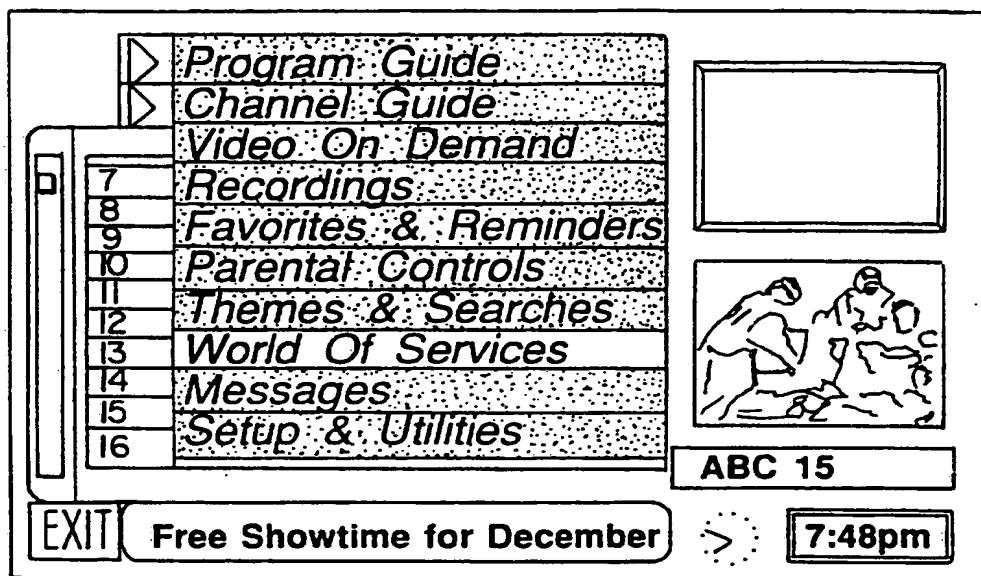 Program Guide
Channel Guide
Video On Demand
7 Recordings
8 Favorites & Reminders
9
10 Parental Controls
11 Themes & Searches
12
13 World Of Services
14 Messages
15 Setup & Utilities
16
ABC 15
EXIT Free Showtime for December 7:48pm